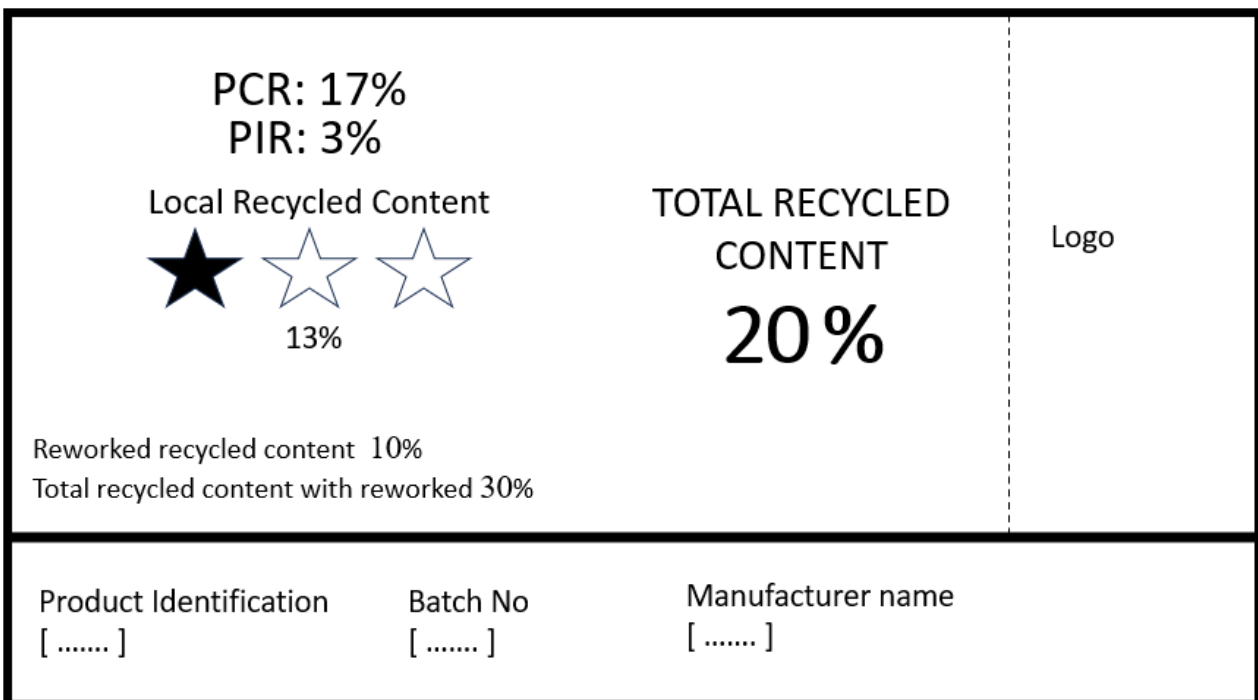 PCR: 17%
PIR: 3%
Local Recycled Content
13%
TOTAL RECYCLED
CONTENT
20 %
Logo
Reworked recycled content 10%
Total recycled content with reworked 30%
Product Identification
[ ....... ]
Batch No
[ ....... ]
Manufacturer name
[ ....... ]